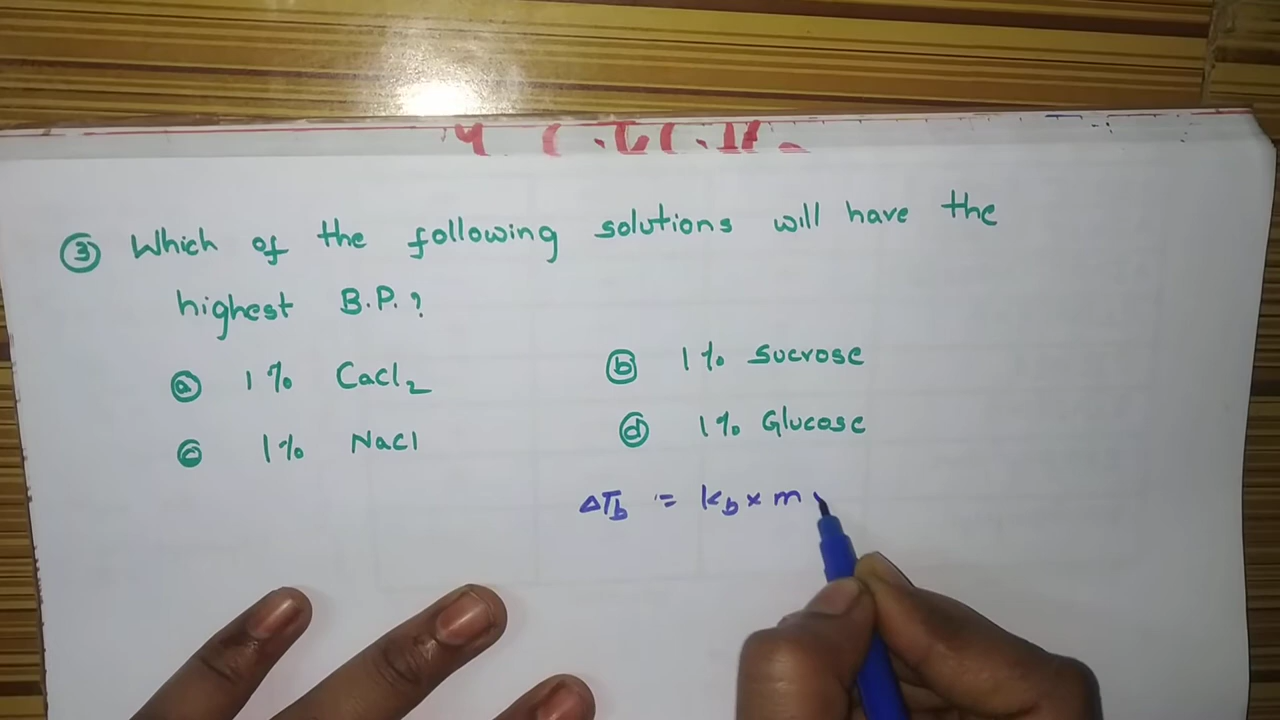 ③ Which of the following solutions will have the
highest B.P.?
ⓐ 1% CaCl₂ ⓑ 1% Sucrose
ⓒ 1% NaCl ⓓ 1% Glucose
ΔTb = kb × m